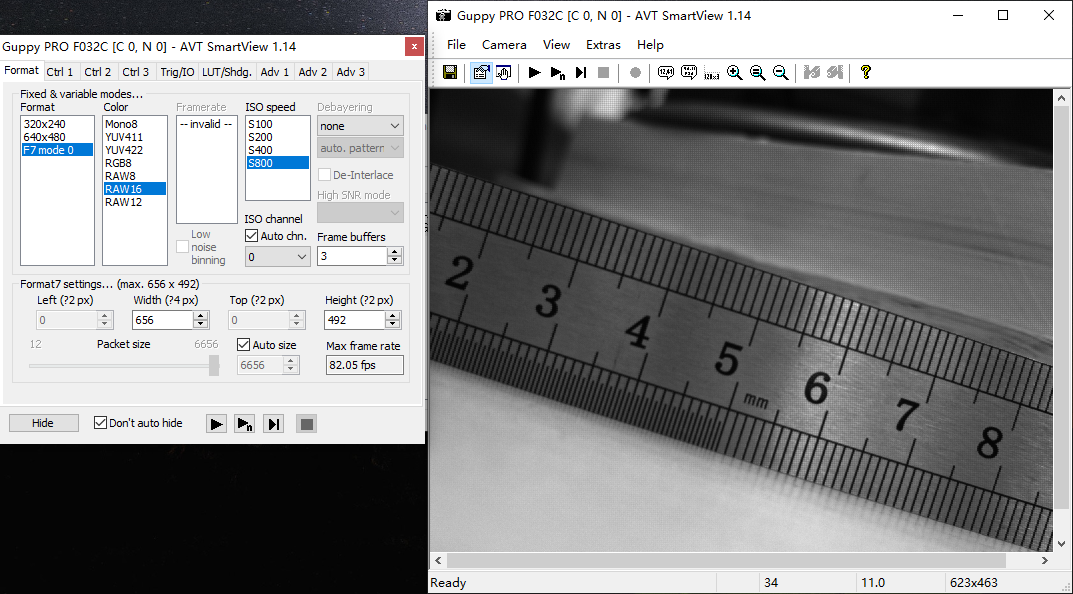 Guppy PRO F032C [C 0, N 0] - AVT SmartView 1.14
Format Ctrl 1 Ctrl 2 Ctrl 3 Trig/IO LUT/Shdg. Adv 1 Adv 2 Adv 3
Fixed & variable modes...
Format Color Framerate ISO speed Debayering
320x240
640x480
F7 mode 0
Mono8
YUV411
YUV422
RGB8
RAW8
RAW16
RAW12
-- invalid --
Low
noise
binning
S100
S200
S400
S800
ISO channel
Auto chn.
0
none
auto. pattern
De-Interlace
High SNR mode
Frame buffers
3
Format7 settings... (max. 656 x 492)
Left (?2 px) Width (?4 px) Top (?2 px) Height (?2 px)
0 656 0 492
12 Packet size 6656 Auto size Max frame rate
6656 82.05 fps
Hide Don't auto hide
Guppy PRO F032C [C 0, N 0] - AVT SmartView 1.14
File Camera View Extras Help
2 3 4 5 6 7 8
mm
Ready 34 11.0 623x463